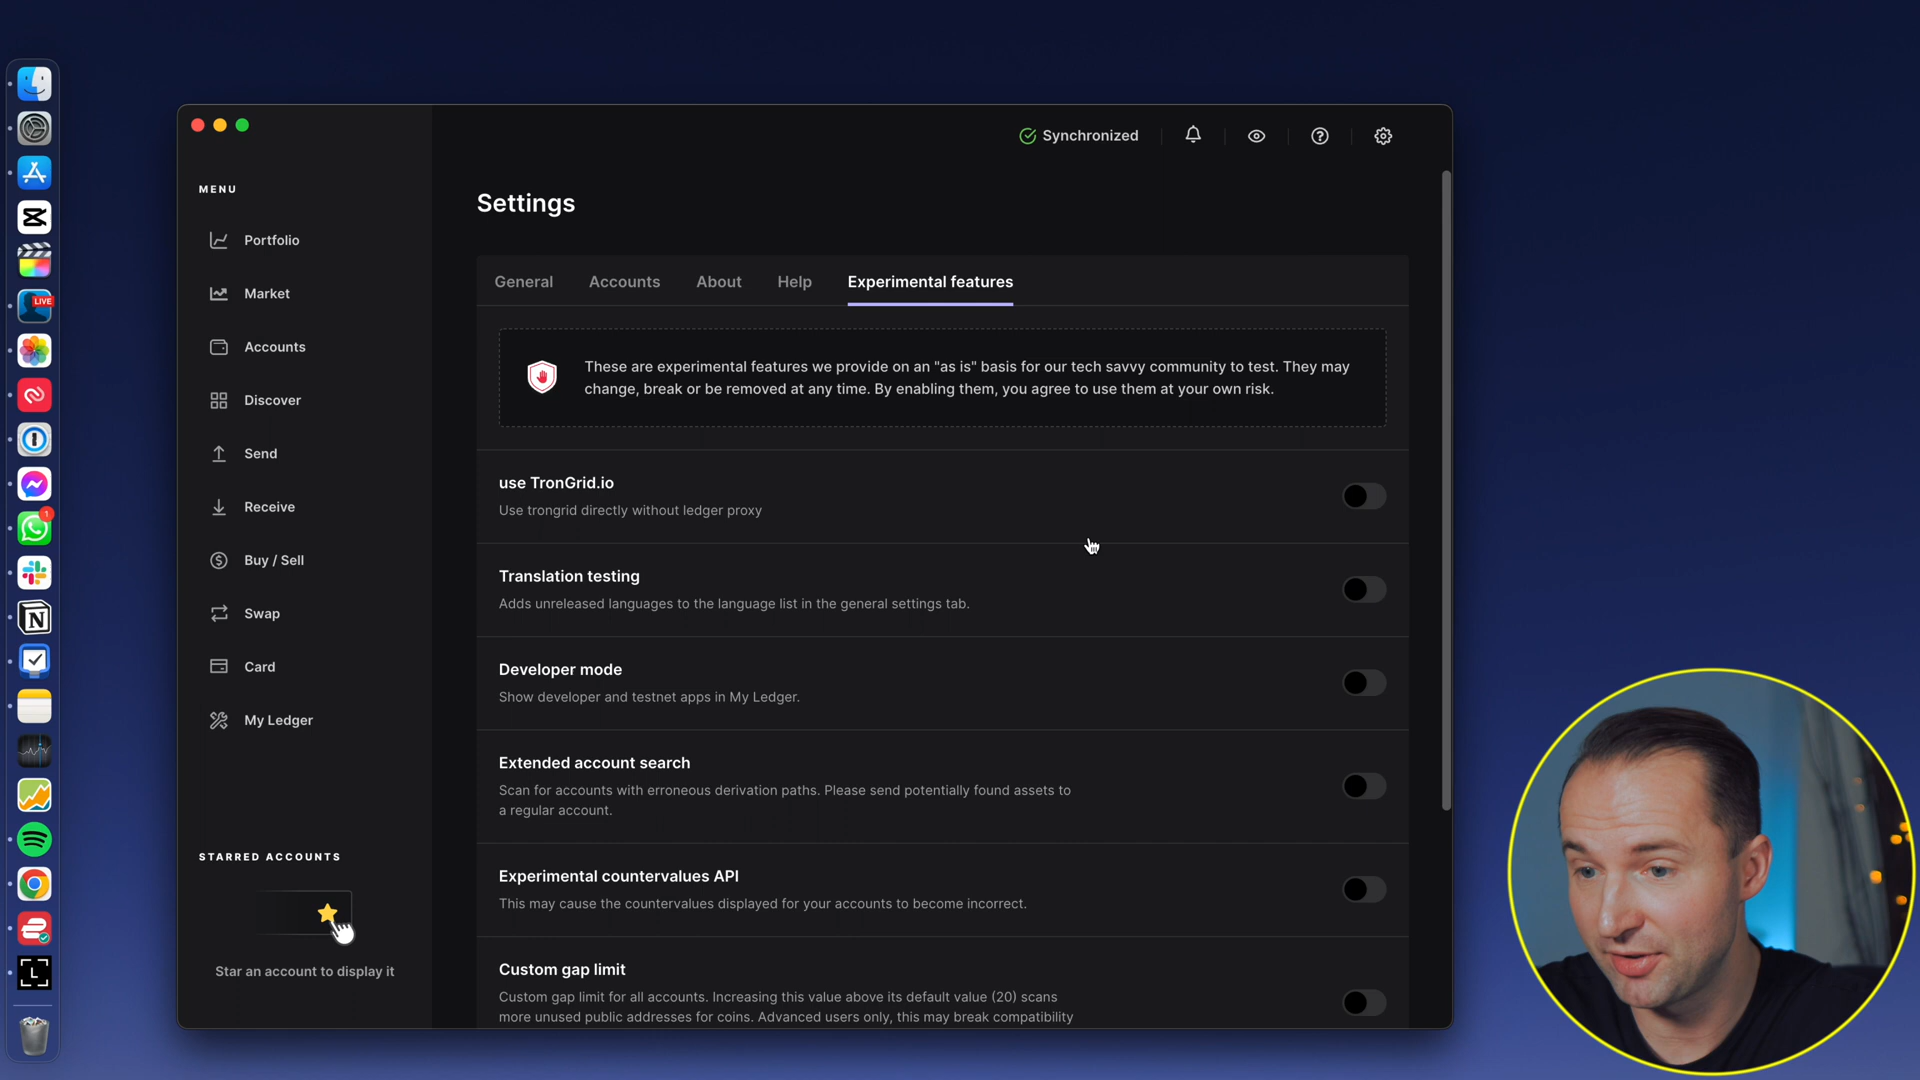 LIVE
1
N
L
MENU
Portfolio
Market
Accounts
Discover
Send
Receive
Buy / Sell
Swap
Card
My Ledger
STARRED ACCOUNTS
Star an account to display it
Synchronized
Settings
General
Accounts
About
Help
Experimental features
These are experimental features we provide on an "as is" basis for our tech savvy community to test. They may
change, break or be removed at any time. By enabling them, you agree to use them at your own risk.
use TronGrid.io
Use trongrid directly without ledger proxy
Translation testing
Adds unreleased languages to the language list in the general settings tab.
Developer mode
Show developer and testnet apps in My Ledger.
Extended account search
Scan for accounts with erroneous derivation paths. Please send potentially found assets to
a regular account.
Experimental countervalues API
This may cause the countervalues displayed for your accounts to become incorrect.
Custom gap limit
Custom gap limit for all accounts. Increasing this value above its default value (20) scans
more unused public addresses for coins. Advanced users only, this may break compatibility